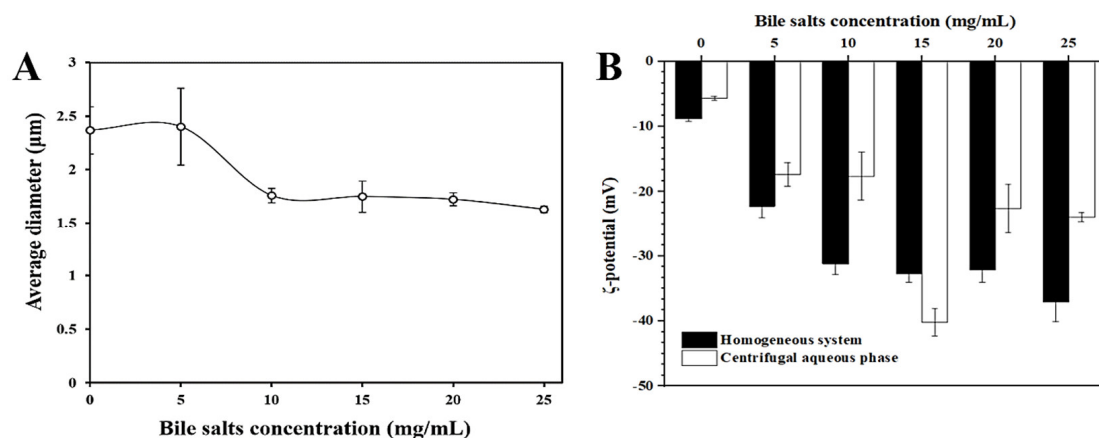 A
Average diameter (μm)
3
2.5
2
1.5
1
0.5
0
0 5 10 15 20 25
Bile salts concentration (mg/mL)
B
Bile salts concentration (mg/mL)
0 5 10 15 20 25
ζ-potential (mV)
0
-10
-20
-30
-40
-50
Homogeneous system
Centrifugal aqueous phase